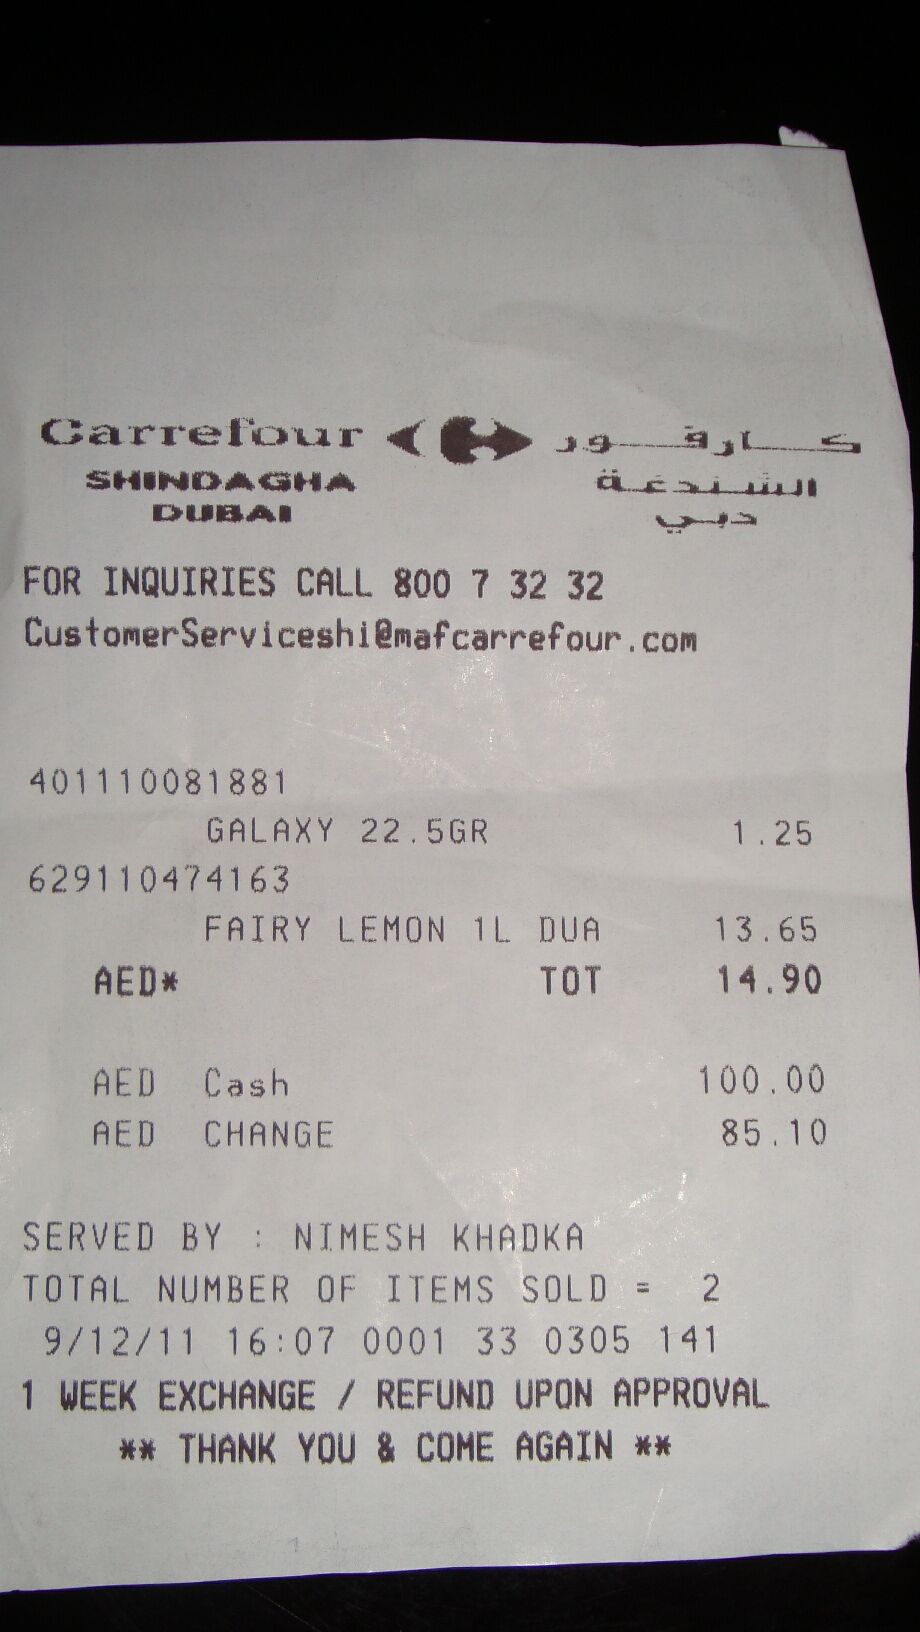 Carrefour كارفور
SHINDAGHA الشندغة
DUBAI دبي
FOR INQUIRIES CALL 800 7 32 32
CustomerServiceshi@mafcarrefour.com
401110081881
GALAXY 22.5GR 1.25
629110474163
FAIRY LEMON 1L DUA 13.65
AED* TOT 14.90
AED Cash 100.00
AED CHANGE 85.10
SERVED BY : NIMESH KHADKA
TOTAL NUMBER OF ITEMS SOLD = 2
9/12/11 16:07 0001 33 0305 141
1 WEEK EXCHANGE / REFUND UPON APPROVAL
** THANK YOU & COME AGAIN **